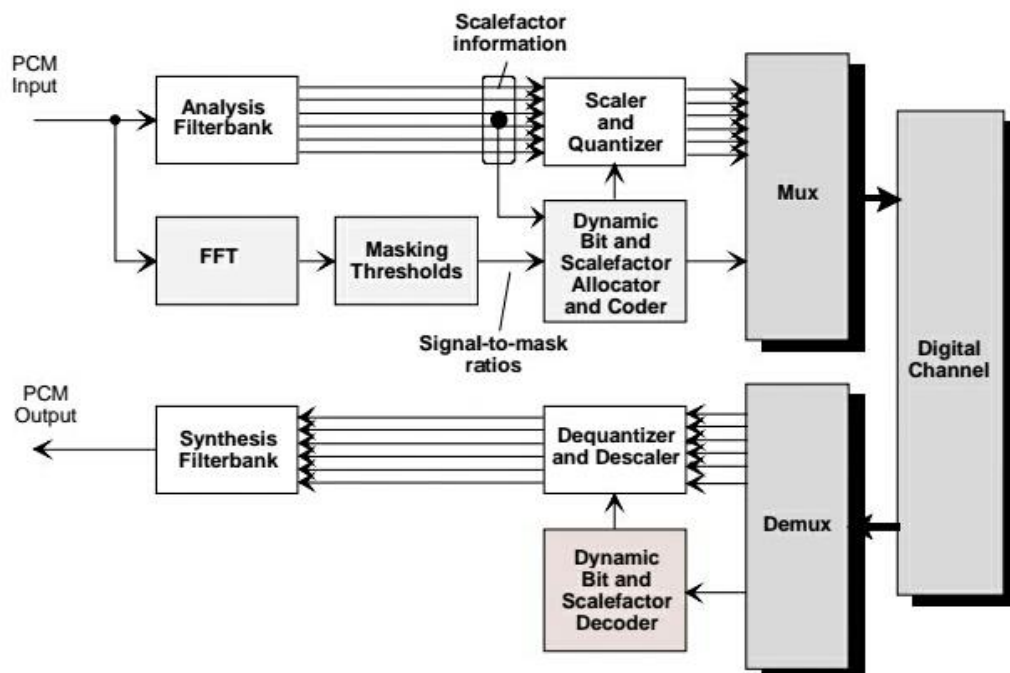 Scalefactor
information
PCM
Input
Analysis
Filterbank
Scaler
and
Quantizer
Mux
FFT
Masking
Thresholds
Dynamic
Bit and
Scalefactor
Allocator
and Coder
Signal-to-mask
ratios
Digital
Channel
PCM
Output
Synthesis
Filterbank
Dequantizer
and Descaler
Demux
Dynamic
Bit and
Scalefactor
Decoder